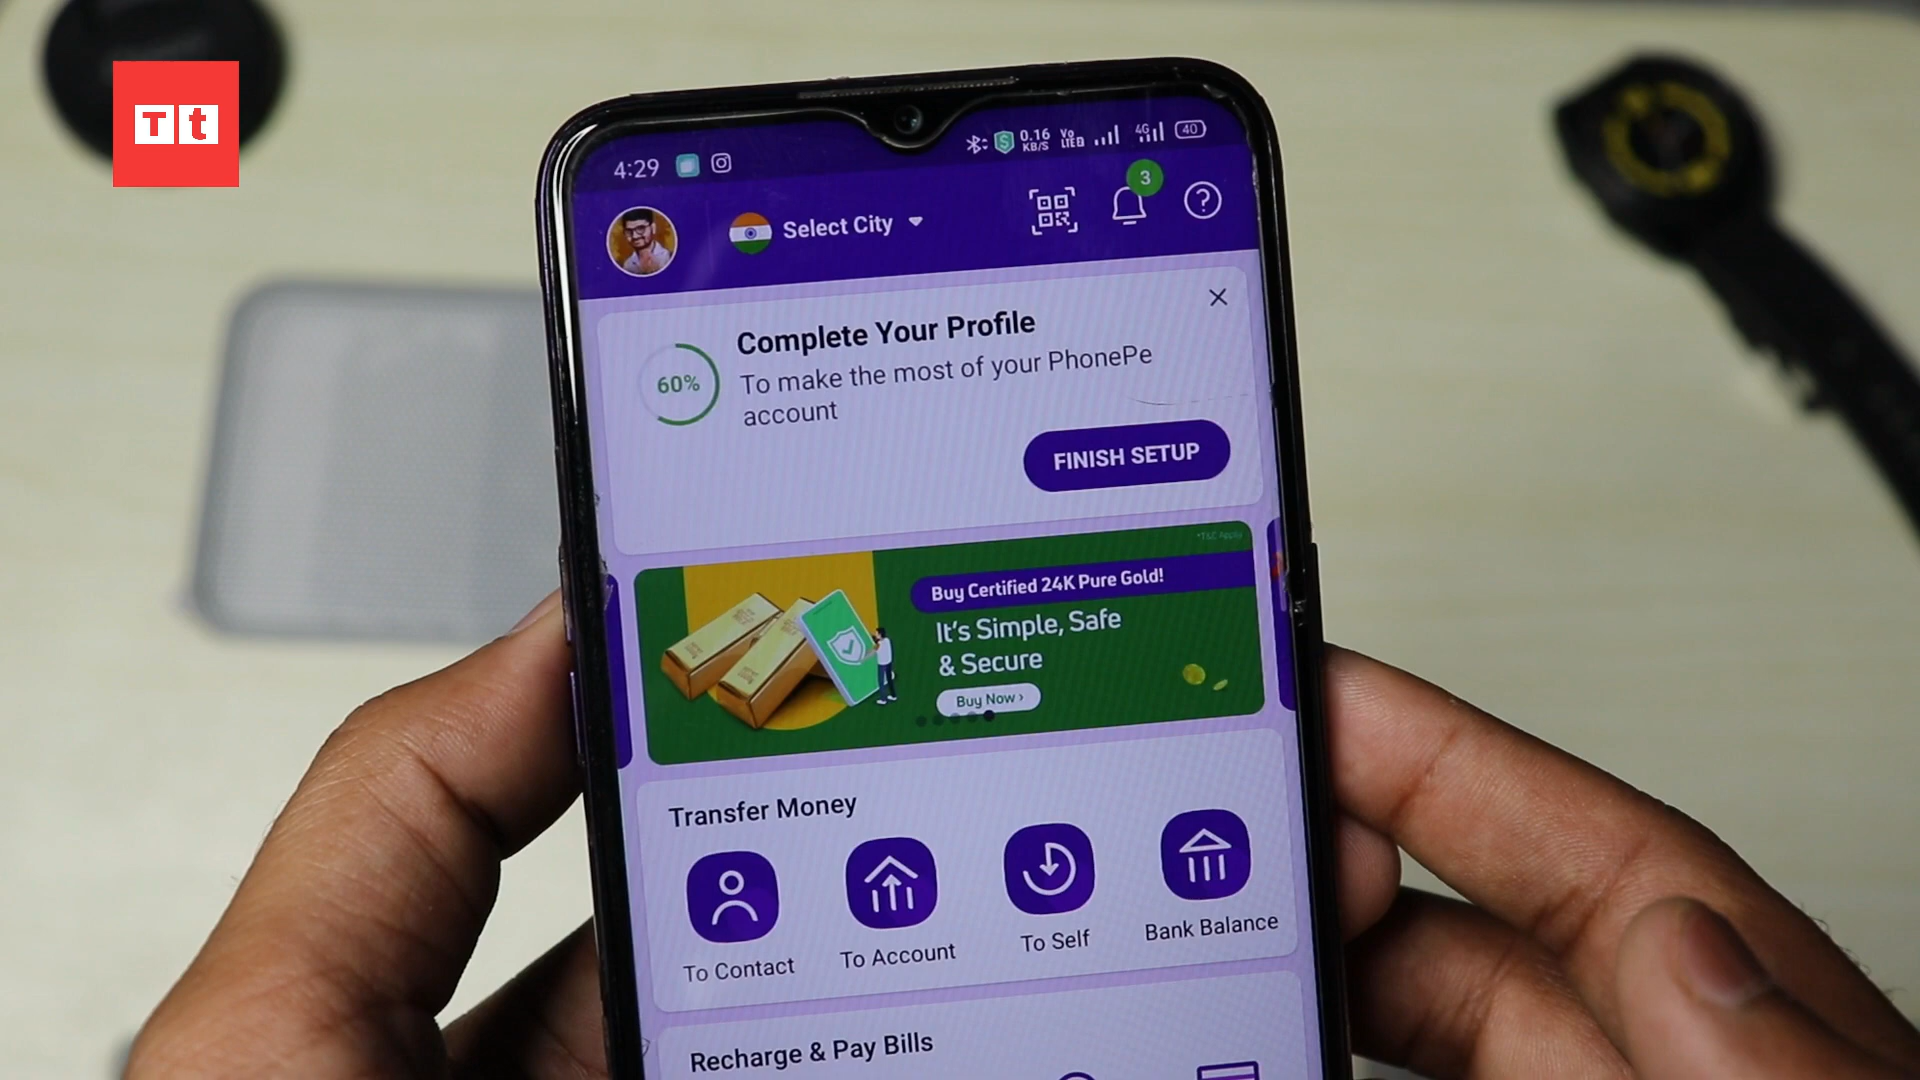 Tt
4:29
0.16
KB/S
Vo
LTE
4G
40
Select City
3
?
Complete Your Profile
60%
To make the most of your PhonePe
account
FINISH SETUP
*T&C Apply
Buy Certified 24K Pure Gold!
It's Simple, Safe
& Secure
Buy Now ›
Transfer Money
To Contact
To Account
To Self
Bank Balance
Recharge & Pay Bills